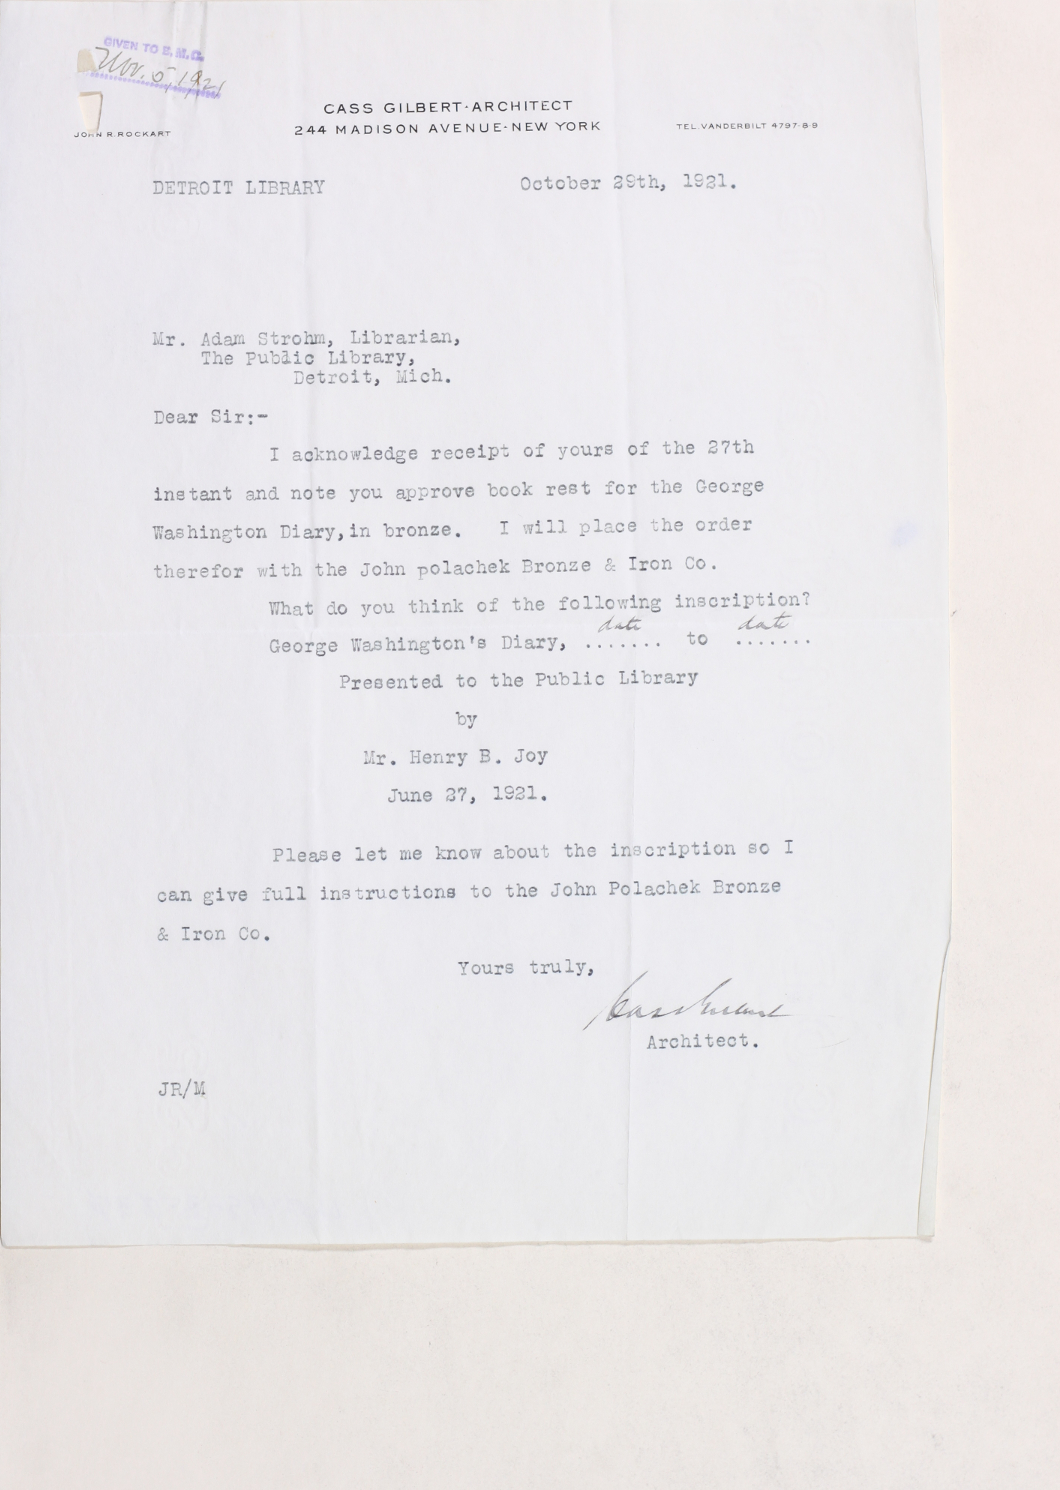 GIVEN TO E.M.C.
Nov. 5, 1921
CASS GILBERT·ARCHITECT
244 MADISON AVENUE·NEW YORK
JOHN R. ROCKART
TEL. VANDERBILT 4797-8-9
DETROIT LIBRARY
October 29th, 1921.
Mr. Adam Strohm, Librarian,
The Public Library,
Detroit, Mich.
Dear Sir:-
I acknowledge receipt of yours of the 27th
instant and note you approve book rest for the George
Washington Diary,in bronze. I will place the order
therefor with the John polachek Bronze & Iron Co.
What do you think of the following inscription?
date date
George Washington's Diary, ....... to .......
Presented to the Public Library
by
Mr. Henry B. Joy
June 27, 1921.
Please let me know about the inscription so I
can give full instructions to the John Polachek Bronze
& Iron Co.
Yours truly,
Cass Gilbert
Architect.
JR/M